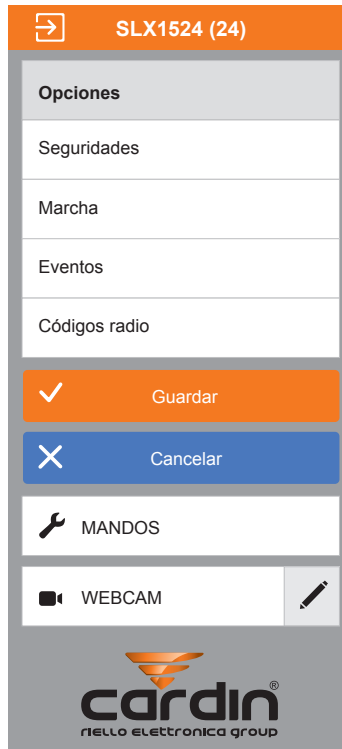 SLX1524 (24)
Opciones
Seguridades
Marcha
Eventos
Códigos radio
Guardar
Cancelar
MANDOS
WEBCAM
cardin®
riello elettronica group